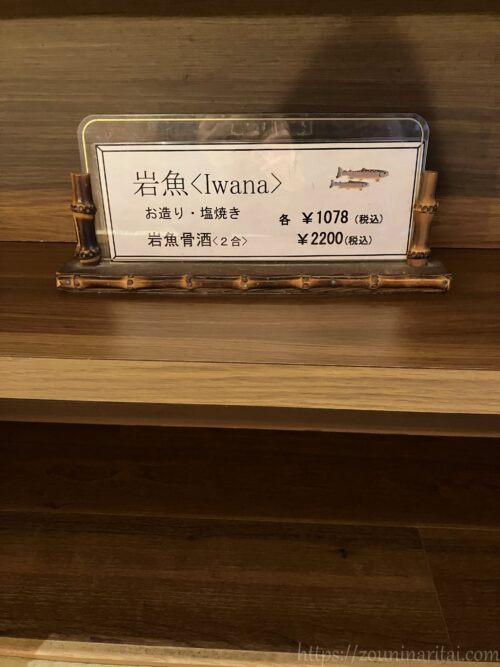 岩魚<Iwana>
お造り・塩焼き 各 ￥1078(税込)
岩魚骨酒<2合> ￥2200(税込)
https://zouninaritai.com